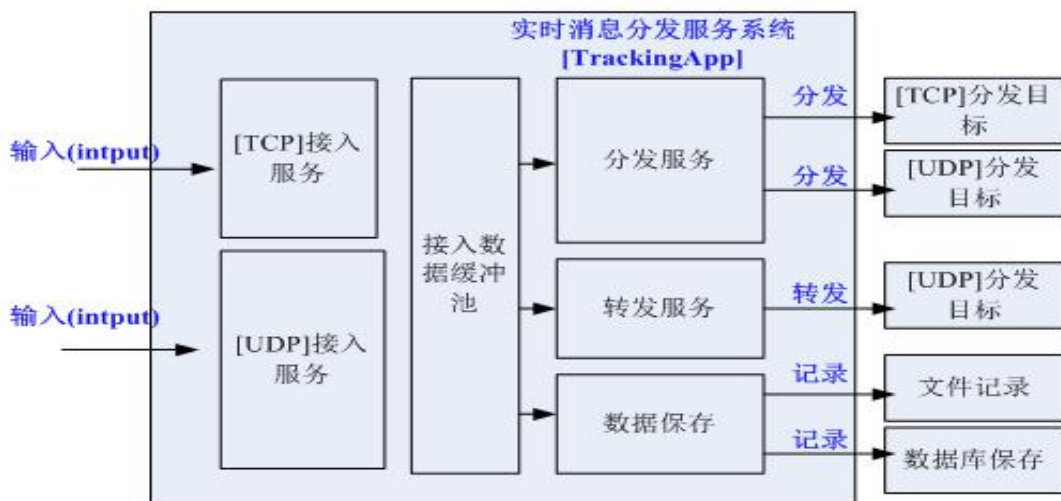 实时消息分发服务系统
[TrackingApp]
输入(intput)
[TCP]接入
服务
输入(intput)
[UDP]接入
服务
接入数
据缓冲
池
分发服务
转发服务
数据保存
分发
分发
转发
记录
记录
[TCP]分发目
标
[UDP]分发
目标
[UDP]分发
目标
文件记录
数据库保存